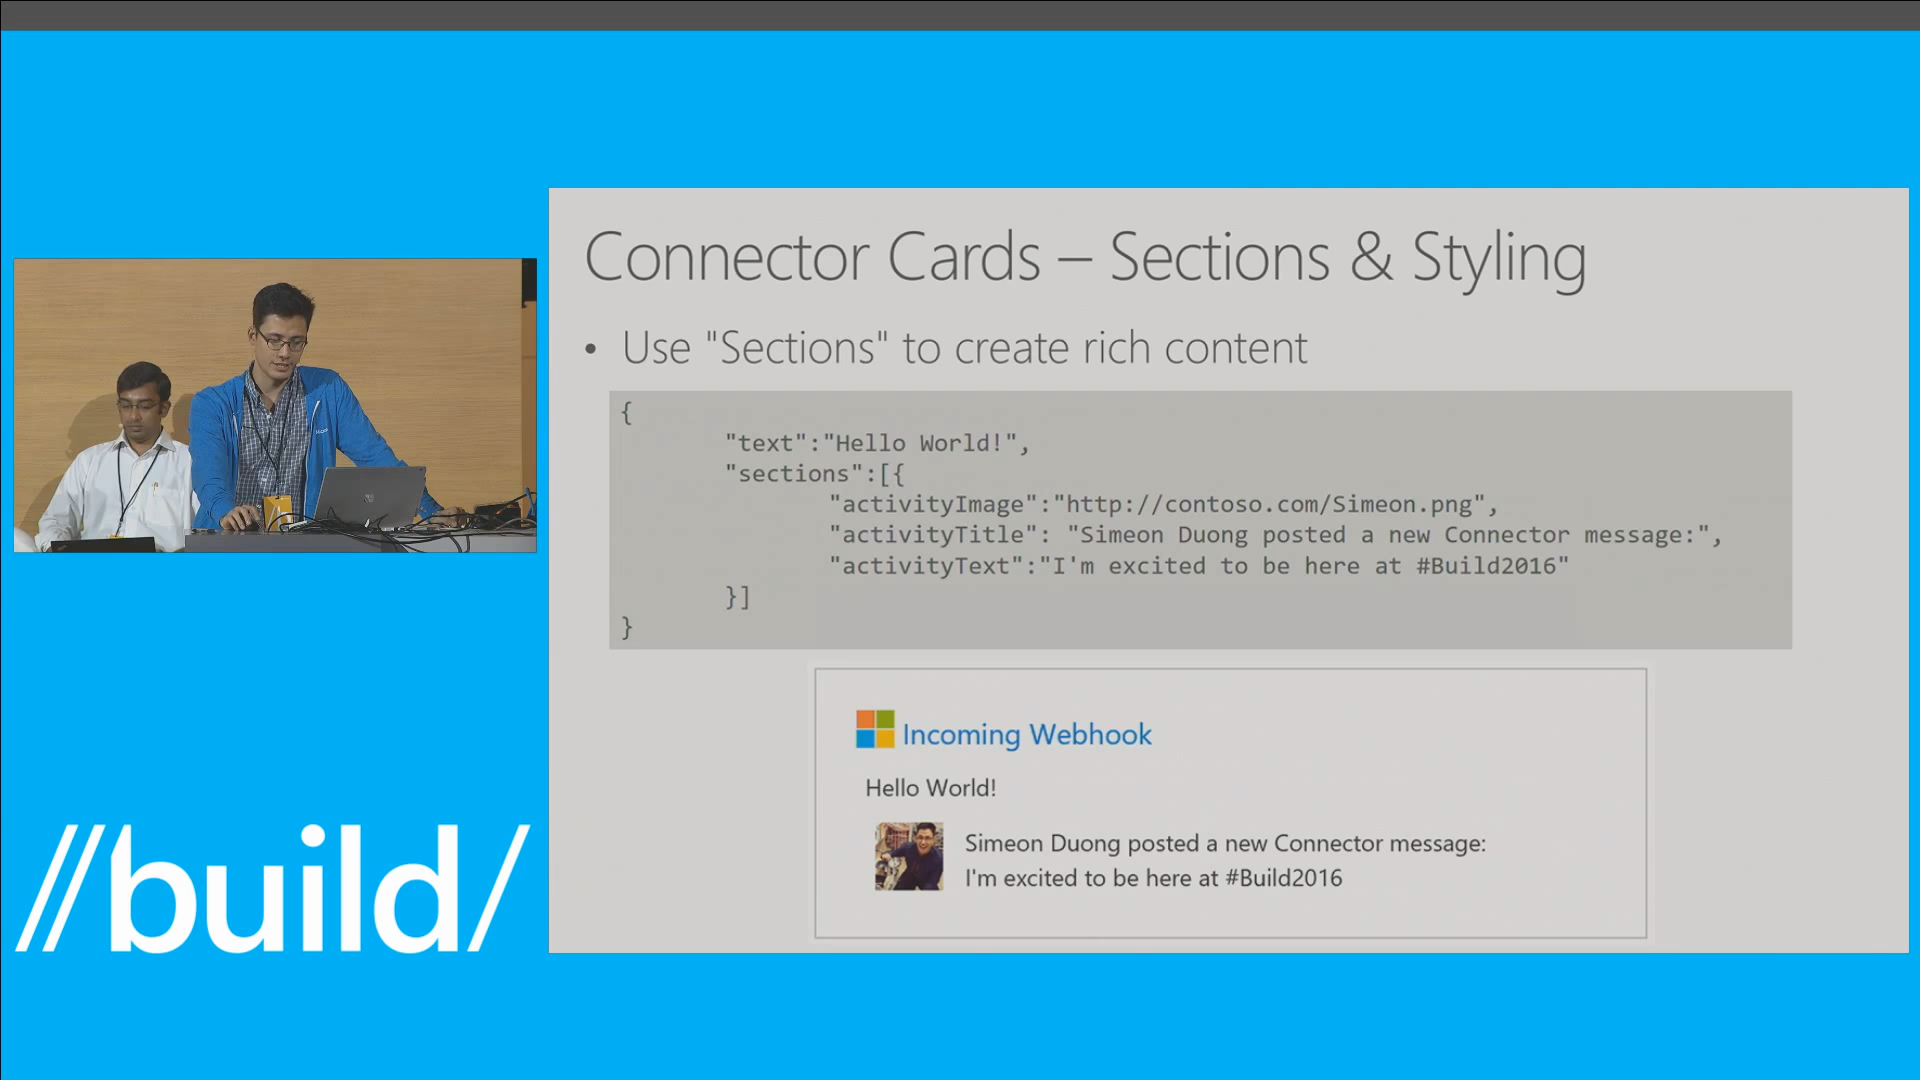 Connector Cards – Sections & Styling
• Use "Sections" to create rich content
{
"text":"Hello World!",
"sections":[{
"activityImage":"http://contoso.com/Simeon.png",
"activityTitle": "Simeon Duong posted a new Connector message:",
"activityText":"I'm excited to be here at #Build2016"
}]
}
Incoming Webhook
Hello World!
Simeon Duong posted a new Connector message:
I'm excited to be here at #Build2016
//build/